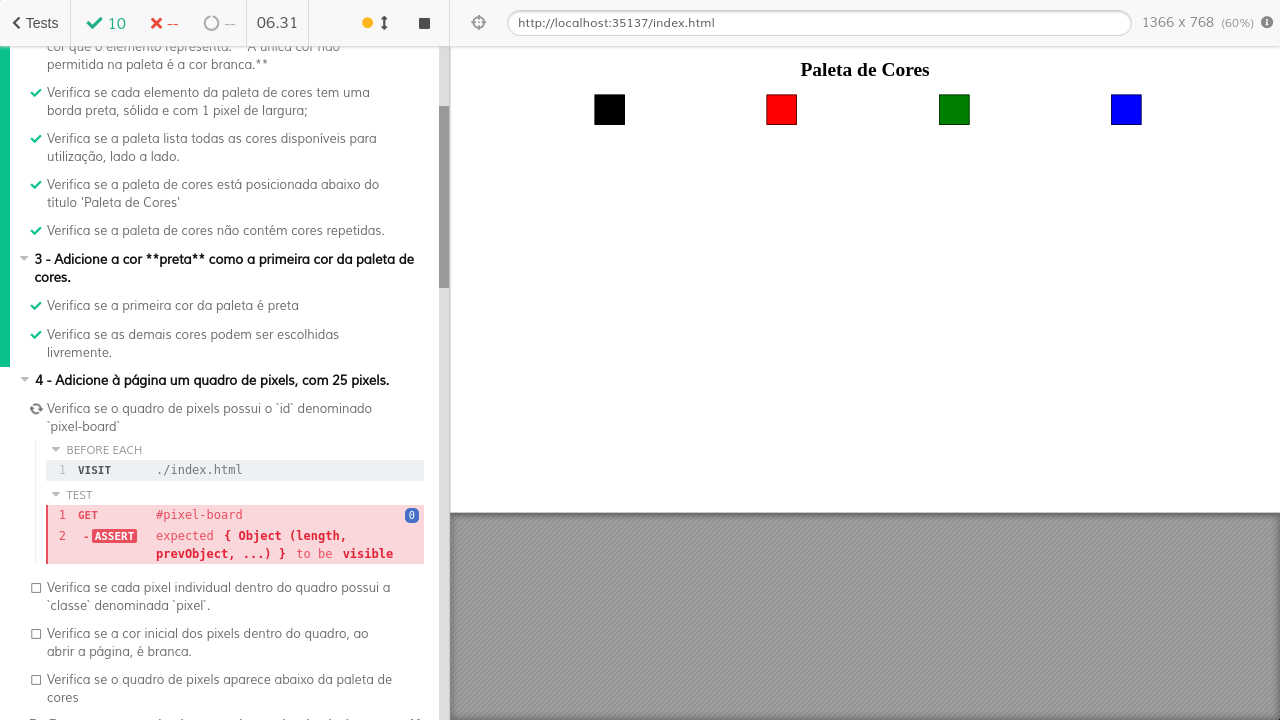 Tests
10
--
--
06.31
http://localhost:35137/index.html
1366 x 768 (60%)
cor que o elemento representa. **A única cor não
permitida na paleta é a cor branca.**
Verifica se cada elemento da paleta de cores tem uma
borda preta, sólida e com 1 pixel de largura;
Verifica se a paleta lista todas as cores disponíveis para
utilização, lado a lado.
Verifica se a paleta de cores está posicionada abaixo do
título 'Paleta de Cores'
Verifica se a paleta de cores não contém cores repetidas.
3 - Adicione a cor **preta** como a primeira cor da paleta de
cores.
Verifica se a primeira cor da paleta é preta
Verifica se as demais cores podem ser escolhidas
livremente.
4 - Adicione à página um quadro de pixels, com 25 pixels.
Verifica se o quadro de pixels possui o `id` denominado
`pixel-board`
BEFORE EACH
1 VISIT ./index.html
TEST
1 GET #pixel-board 0
2 -ASSERT expected { Object (length,
prevObject, ...) } to be visible
Verifica se cada pixel individual dentro do quadro possui a
`classe` denominada `pixel`.
Verifica se a cor inicial dos pixels dentro do quadro, ao
abrir a página, é branca.
Verifica se o quadro de pixels aparece abaixo da paleta de
cores
Paleta de Cores